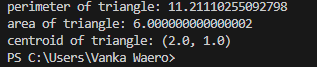 perimeter of triangle: 11.21110255092798
area of triangle: 6.000000000000002
centroid of triangle: (2.0, 1.0)
PS C:\Users\Vanka Waero>